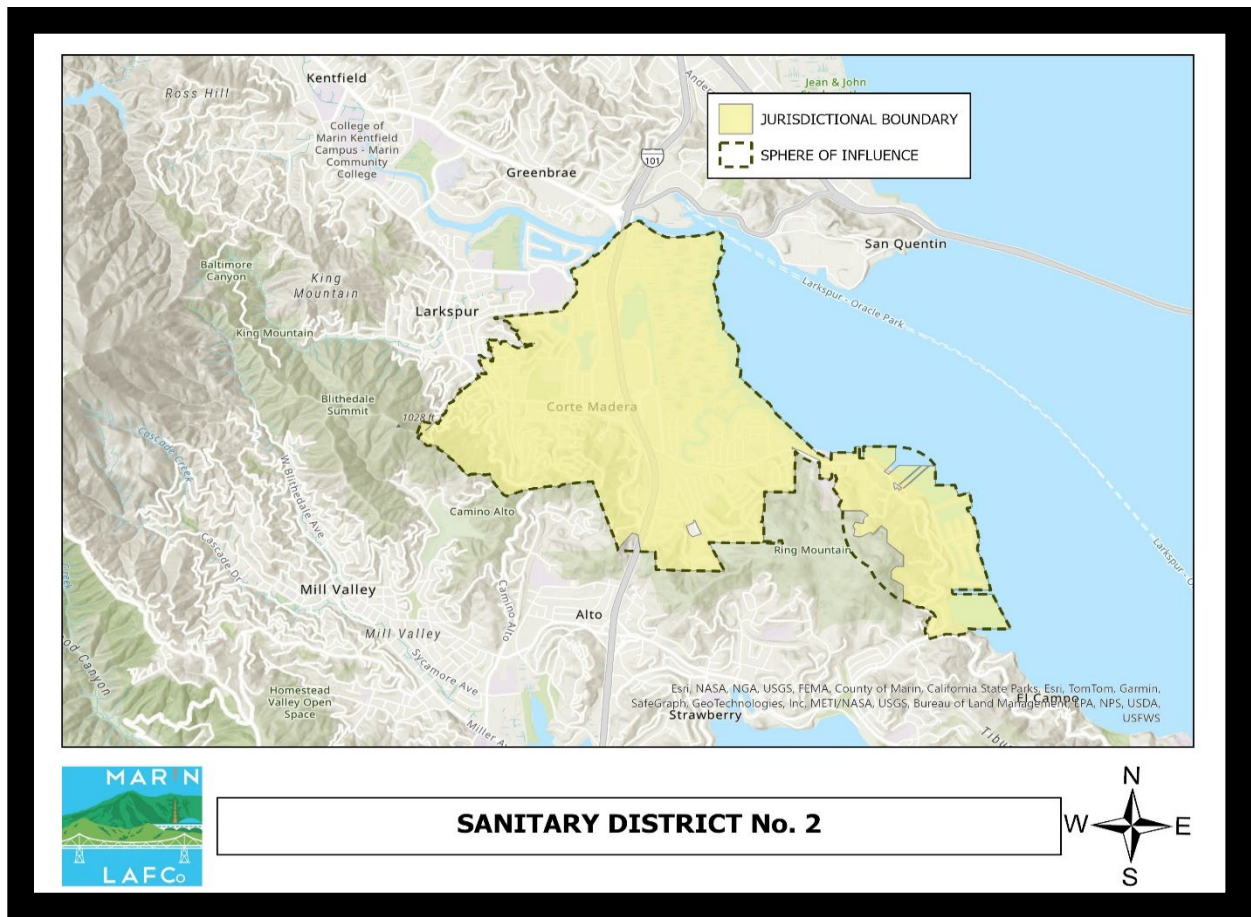 Kentfield
Ross Hill
College of
Marin Kentfield
Campus - Marin
Community
College
Greenbrae
101
Jean & John
JURISDICTIONAL BOUNDARY
SPHERE OF INFLUENCE
San Quentin
Larkspur - Oracle Park
Baltimore
Canyon
King
Mountain
Larkspur
King Mountain
Blithedale
Summit
1028 ft
Corte Madera
Cascade Creek
W Blithedale Ave
Camino Alto
Ring Mountain
Cascade Dr
Mill Valley
Camino Alto
Alto
Mill Valley
Sycamore Ave
Homestead
Valley Open
Space
Miller
Strawberry
El Campo
Esri, NASA, NGA, USGS, FEMA, County of Marin, California State Parks, Esri, TomTom, Garmin,
SafeGraph, GeoTechnologies, Inc, METI/NASA, USGS, Bureau of Land Management, EPA, NPS, USDA,
USFWS
MARIN
LAFCo
SANITARY DISTRICT No. 2
N
W
E
S